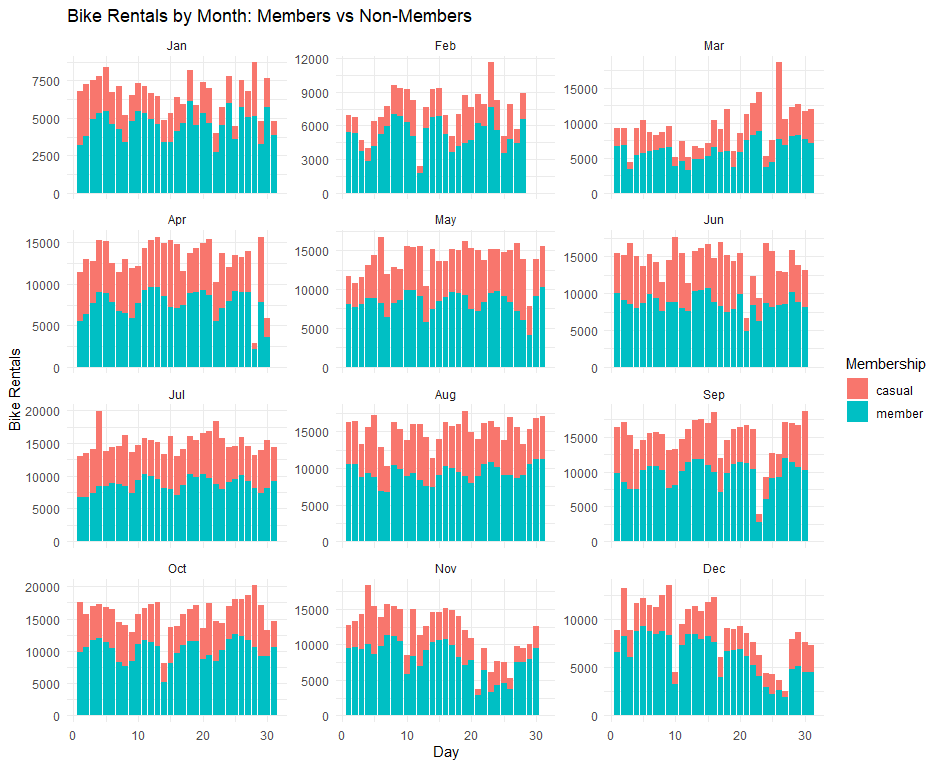 Bike Rentals by Month: Members vs Non-Members
Jan
Feb
Mar
7500
5000
2500
0
12000
9000
6000
3000
0
15000
10000
5000
0
Apr
May
Jun
15000
10000
5000
0
15000
10000
5000
0
15000
10000
5000
0
Jul
Aug
Sep
20000
15000
10000
5000
0
15000
10000
5000
0
15000
10000
5000
0
Oct
Nov
Dec
20000
15000
10000
5000
0
15000
10000
5000
0
10000
5000
0
0 10 20 30
0 10 20 30
0 10 20 30
Day
Bike Rentals
Membership
casual
member